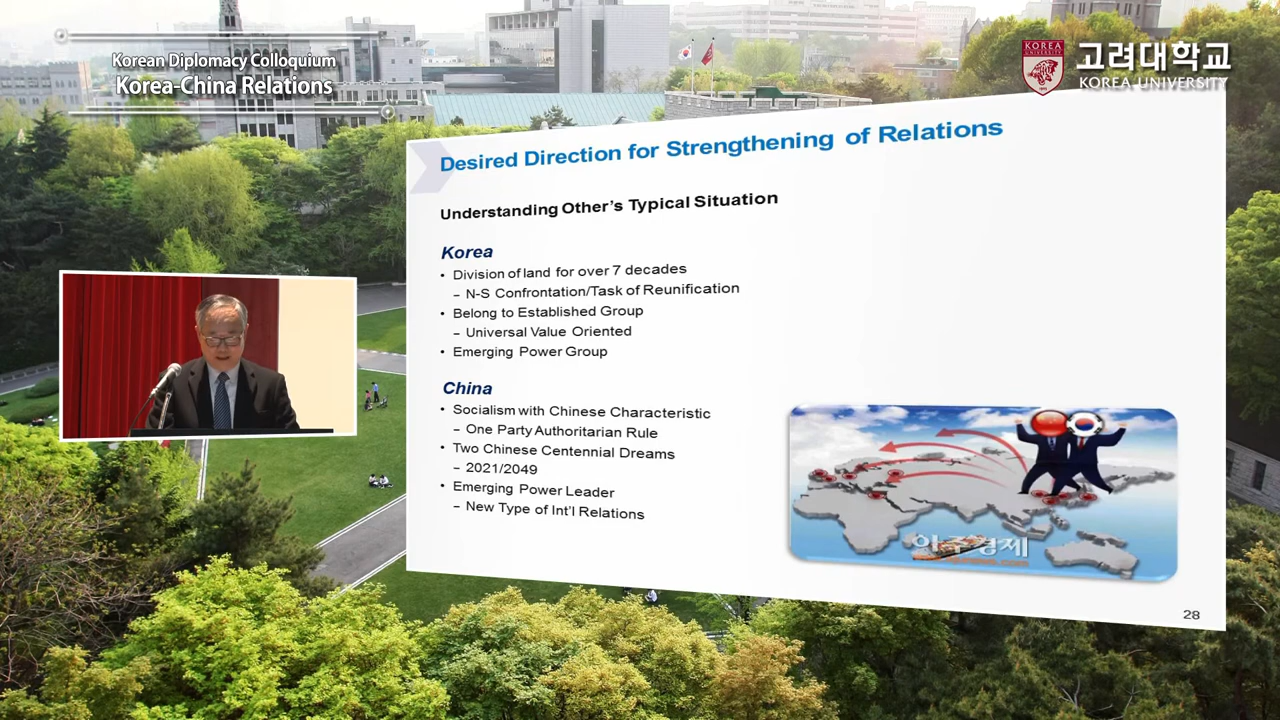 Korean Diplomacy Colloquium
Korea-China Relations
KOREA
UNIVERSITY
고려대학교
KOREA UNIVERSITY
Desired Direction for Strengthening of Relations
Understanding Other's Typical Situation
Korea
• Division of land for over 7 decades
– N-S Confrontation/Task of Reunification
• Belong to Established Group
– Universal Value Oriented
• Emerging Power Group
China
• Socialism with Chinese Characteristic
– One Party Authoritarian Rule
• Two Chinese Centennial Dreams
– 2021/2049
• Emerging Power Leader
– New Type of Int'l Relations
아주경제
28